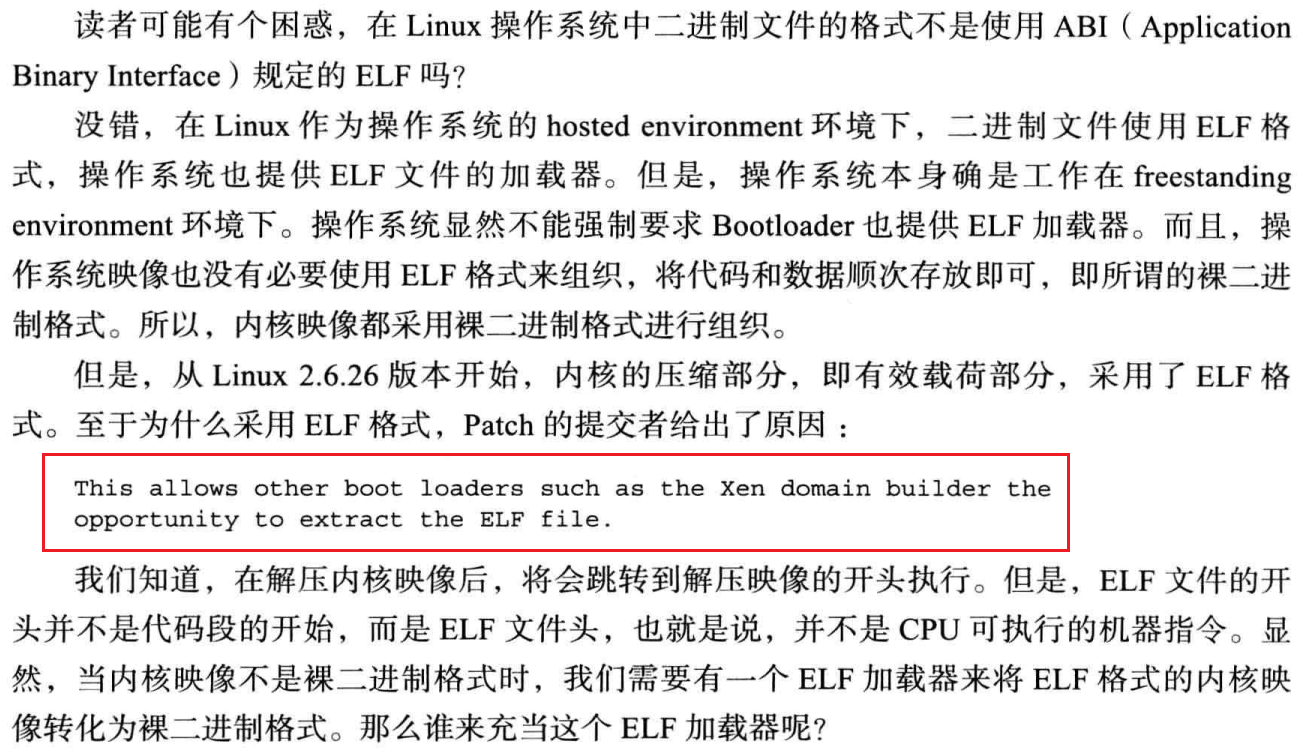 读者可能有个困惑，在 Linux 操作系统中二进制文件的格式不是使用 ABI（Application
Binary Interface）规定的 ELF 吗？
没错，在 Linux 作为操作系统的 hosted environment 环境下，二进制文件使用 ELF 格
式，操作系统也提供 ELF 文件的加载器。但是，操作系统本身确是工作在 freestanding
environment 环境下。操作系统显然不能强制要求 Bootloader 也提供 ELF 加载器。而且，操
作系统映像也没有必要使用 ELF 格式来组织，将代码和数据顺次存放即可，即所谓的裸二进
制格式。所以，内核映像都采用裸二进制格式进行组织。
但是，从 Linux 2.6.26 版本开始，内核的压缩部分，即有效载荷部分，采用了 ELF 格
式。至于为什么采用 ELF 格式，Patch 的提交者给出了原因：
This allows other boot loaders such as the Xen domain builder the
opportunity to extract the ELF file.
我们知道，在解压内核映像后，将会跳转到解压映像的开头执行。但是，ELF 文件的开
头并不是代码段的开始，而是 ELF 文件头，也就是说，并不是 CPU 可执行的机器指令。显
然，当内核映像不是裸二进制格式时，我们需要有一个 ELF 加载器来将 ELF 格式的内核映
像转化为裸二进制格式。那么谁来充当这个 ELF 加载器呢？